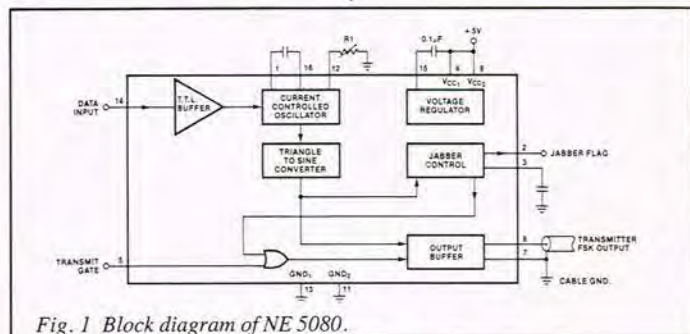 +5V
0.1µF
R1
1
16
12
15
4
9
VCC1
VCC2
DATA INPUT
14
T.T.L. BUFFER
CURRENT CONTROLLED OSCILLATOR
VOLTAGE REGULATOR
TRIANGLE TO SINE CONVERTER
JABBER CONTROL
2
JABBER FLAG
3
TRANSMIT GATE
5
OUTPUT BUFFER
TRANSMITTER FSK OUTPUT
7
CABLE GND.
GND1
GND2
13
11
Fig. 1 Block diagram of NE 5080.